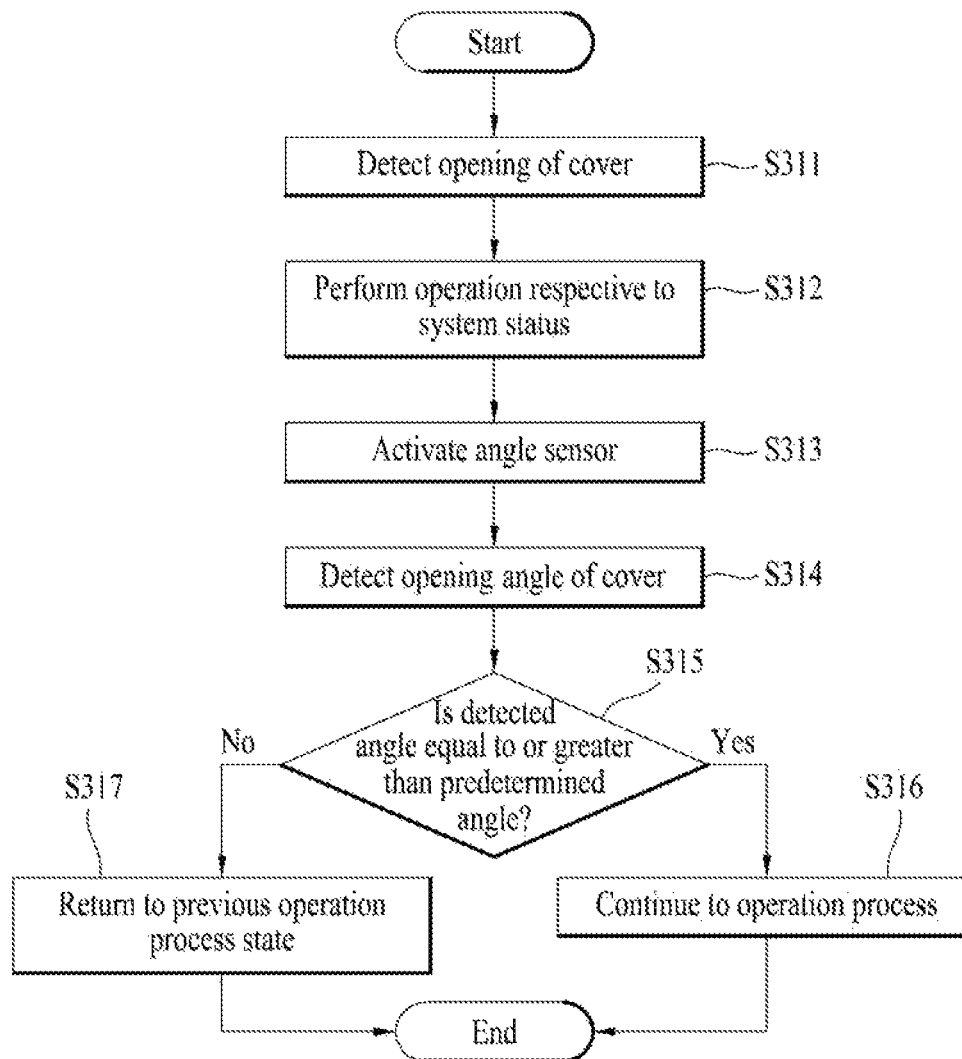 Start
Detect opening of cover
S311
Perform operation respective to
system status
S312
Activate angle sensor
S313
Detect opening angle of cover
S314
S315
Is detected
angle equal to or greater
than predetermined
angle?
No
Yes
S317
S316
Return to previous operation
process state
Continue to operation process
End